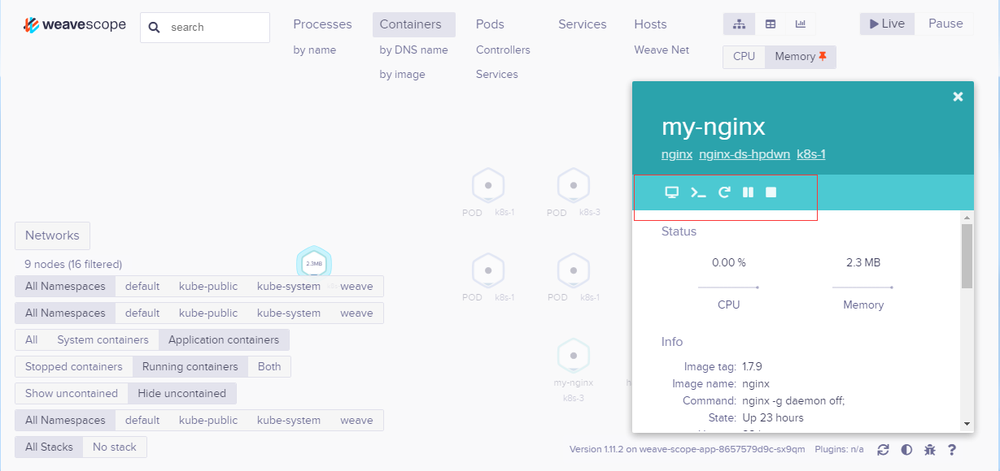 weavescope
search
Processes
by name
Containers
by DNS name
by image
Pods
Controllers
Services
Services
Hosts
Weave Net
Live
Pause
CPU
Memory
my-nginx
nginx nginx-ds-hpdwn k8s-1
Status
0.00 %
2.3 MB
CPU
Memory
Info
Image tag: 1.7.9
Image name: nginx
Command: nginx -g daemon off;
State: Up 23 hours
POD k8s-1
POD k8s-3
2.3MB
POD k8s-1
POD k8s-1
my-nginx
k8s-3
Networks
9 nodes (16 filtered)
All Namespaces default kube-public kube-system weave
All Namespaces default kube-public kube-system weave
All System containers Application containers
Stopped containers Running containers Both
Show uncontained Hide uncontained
All Namespaces default kube-public kube-system weave
All Stacks No stack
Version 1.11.2 on weave-scope-app-8657579d9c-sx9qm Plugins: n/a